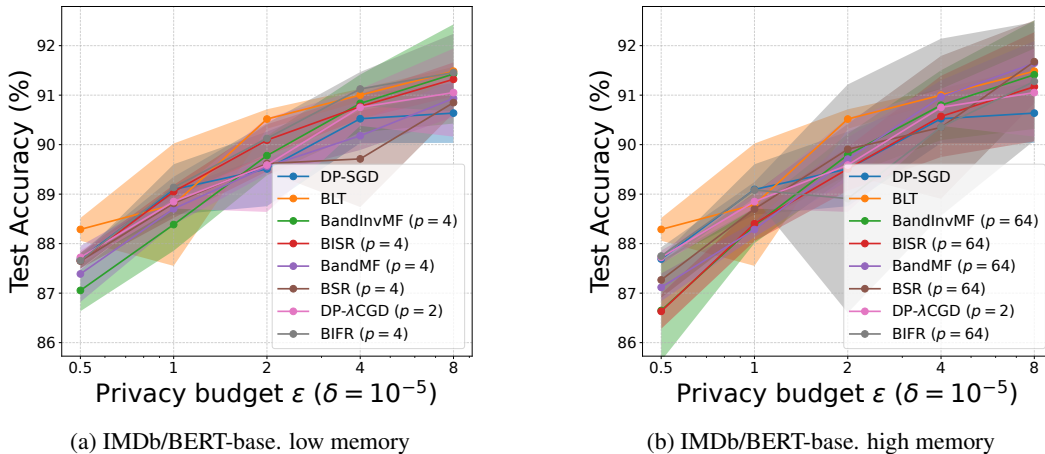 92
91
90
89
88
87
86
Test Accuracy (%)
DP-SGD
BLT
BandInvMF (p = 4)
BISR (p = 4)
BandMF (p = 4)
BSR (p = 4)
DP-λCGD (p = 2)
BIFR (p = 4)
0.5 1 2 4 8
Privacy budget ε (δ = 10⁻⁵)
(a) IMDb/BERT-base. low memory
92
91
90
89
88
87
86
Test Accuracy (%)
DP-SGD
BLT
BandInvMF (p = 64)
BISR (p = 64)
BandMF (p = 64)
BSR (p = 64)
DP-λCGD (p = 2)
BIFR (p = 64)
0.5 1 2 4 8
Privacy budget ε (δ = 10⁻⁵)
(b) IMDb/BERT-base. high memory